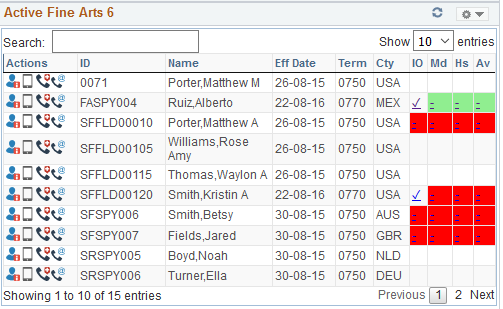 Active Fine Arts 6
Search: Show 10 entries
Actions ID Name Eff Date Term Cty IO Md Hs Av
0071 Porter,Matthew M 26-08-15 0750 USA
FASPY004 Ruiz,Alberto 22-08-16 0770 MEX ✓ - - -
SFFLD00010 Porter,Matthew A 26-08-15 0750 USA - - - -
SFFLD00105 Williams,Rose Amy 26-08-15 0750 USA
SFFLD00115 Thomas,Waylon A 26-08-15 0750 USA
SFFLD00120 Smith,Kristin A 22-08-16 0770 USA ✓ - - -
SFSPY006 Smith,Betsy 30-08-15 0750 AUS - - - -
SFSPY007 Fields,Jared 30-08-15 0750 GBR - - - -
SRSPY005 Boyd,Noah 30-08-15 0750 NLD
SRSPY006 Turner,Ella 30-08-15 0750 DEU
Showing 1 to 10 of 15 entries Previous 1 2 Next